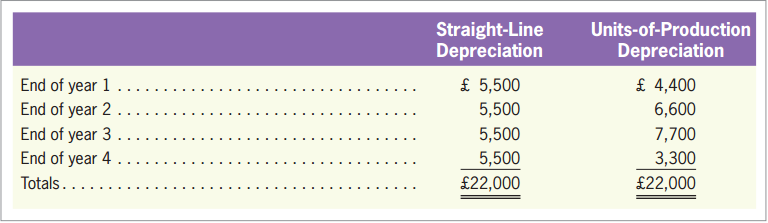 Straight-Line Units-of-Production
Depreciation Depreciation
End of year 1 . . . . . . . . . . . . . . . . . . . . . . . . . . . . . . . . . £ 5,500 £ 4,400
End of year 2 . . . . . . . . . . . . . . . . . . . . . . . . . . . . . . . . . 5,500 6,600
End of year 3 . . . . . . . . . . . . . . . . . . . . . . . . . . . . . . . . . 5,500 7,700
End of year 4 . . . . . . . . . . . . . . . . . . . . . . . . . . . . . . . . . 5,500 3,300
Totals. . . . . . . . . . . . . . . . . . . . . . . . . . . . . . . . . . . . . . . £22,000 £22,000